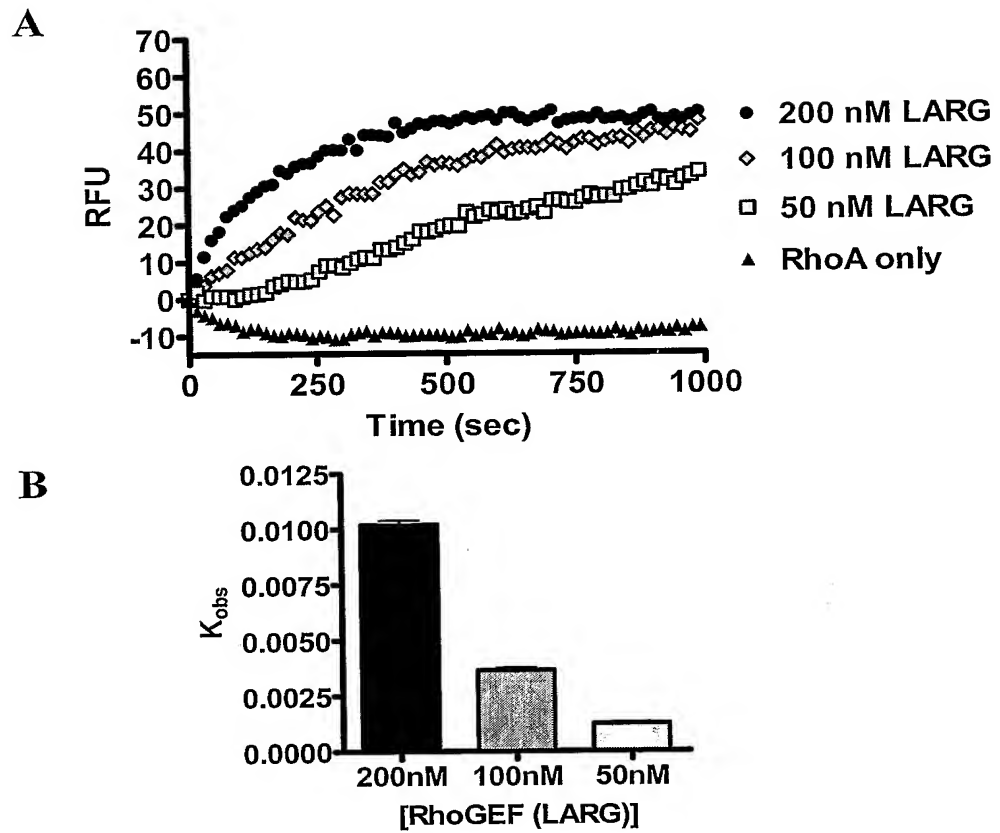 A
70
60
50
40
30
20
10
0
-10
RFU
0 250 500 750 1000
Time (sec)
200 nM LARG
100 nM LARG
50 nM LARG
RhoA only
B
0.0125
0.0100
0.0075
0.0050
0.0025
0.0000
Kobs
200nM 100nM 50nM
[RhoGEF (LARG)]